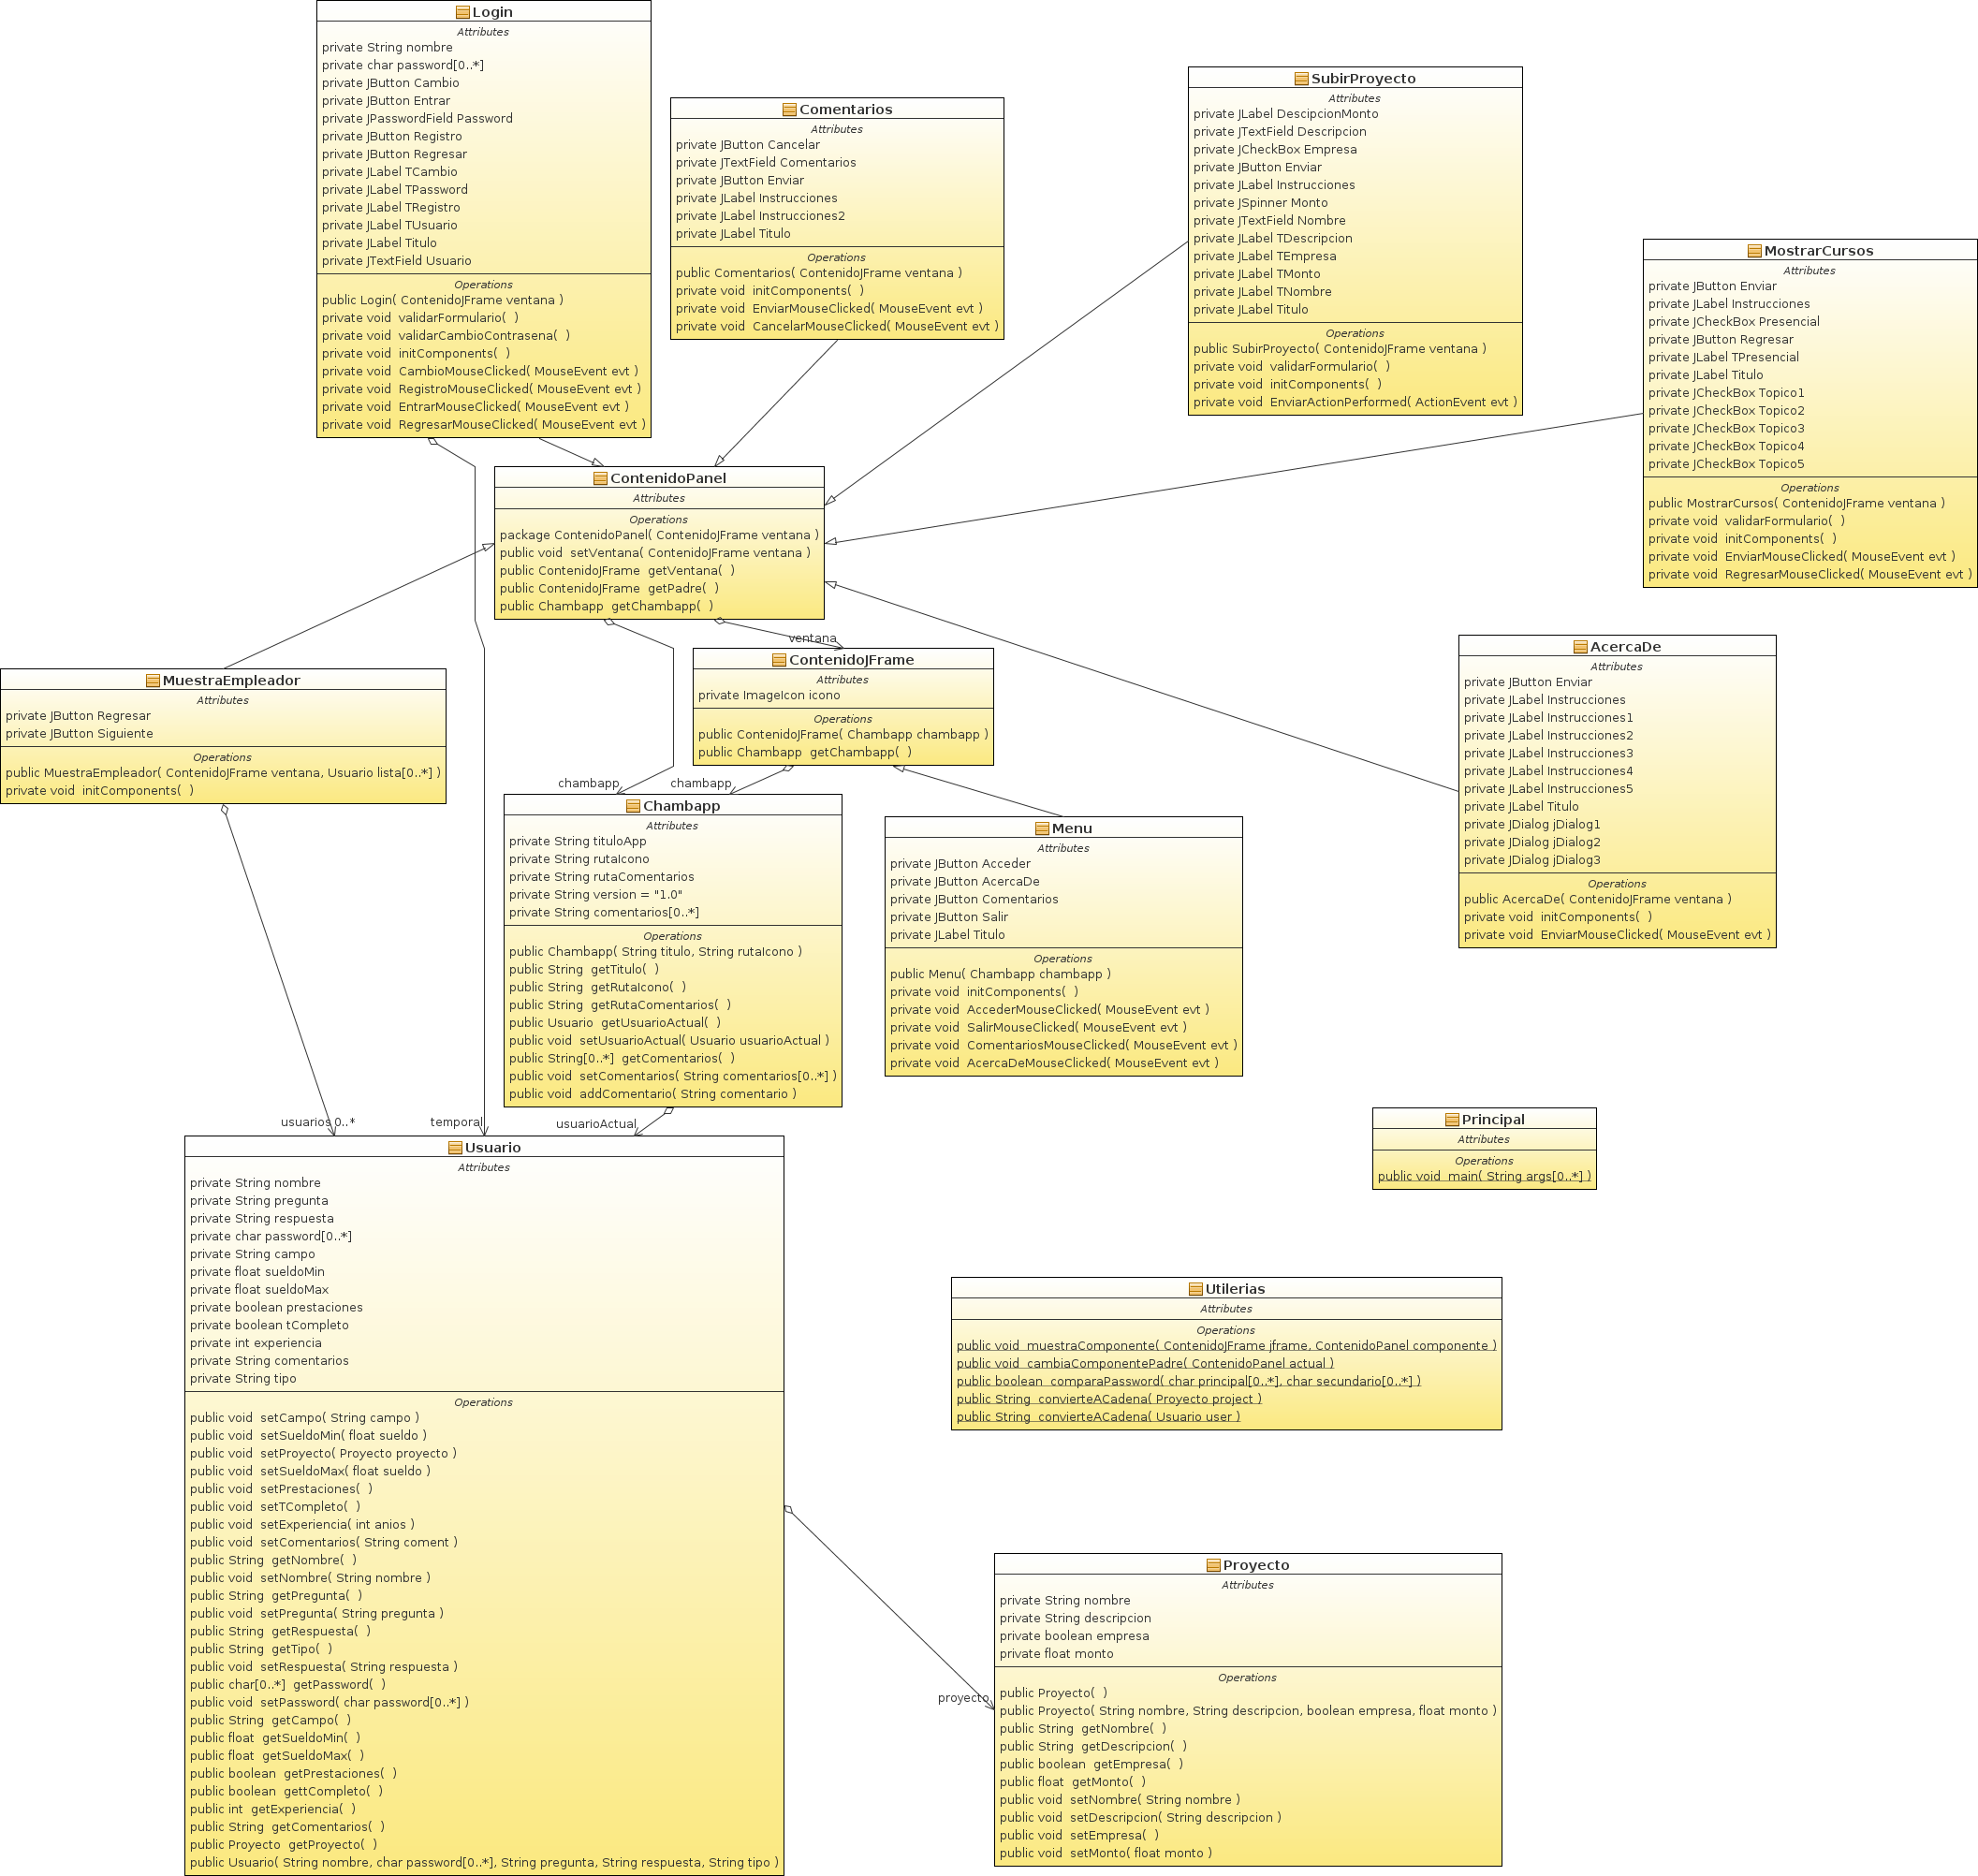 Login
Attributes
private String nombre
private char password[0..*]
private JButton Cambio
private JButton Entrar
private JPasswordField Password
private JButton Registro
private JButton Regresar
private JLabel TCambio
private JLabel TPassword
private JLabel TRegistro
private JLabel TUsuario
private JLabel Titulo
private JTextField Usuario
Operations
public Login( ContenidoJFrame ventana )
private void  validarFormulario(  )
private void  validarCambioContrasena(  )
private void  initComponents(  )
private void  CambioMouseClicked( MouseEvent evt )
private void  RegistroMouseClicked( MouseEvent evt )
private void  EntrarMouseClicked( MouseEvent evt )
private void  RegresarMouseClicked( MouseEvent evt )
Comentarios
Attributes
private JButton Cancelar
private JTextField Comentarios
private JButton Enviar
private JLabel Instrucciones
private JLabel Instrucciones2
private JLabel Titulo
Operations
public Comentarios( ContenidoJFrame ventana )
private void  initComponents(  )
private void  EnviarMouseClicked( MouseEvent evt )
private void  CancelarMouseClicked( MouseEvent evt )
SubirProyecto
Attributes
private JLabel DescipcionMonto
private JTextField Descripcion
private JCheckBox Empresa
private JButton Enviar
private JLabel Instrucciones
private JSpinner Monto
private JTextField Nombre
private JLabel TDescripcion
private JLabel TEmpresa
private JLabel TMonto
private JLabel TNombre
private JLabel Titulo
Operations
public SubirProyecto( ContenidoJFrame ventana )
private void  validarFormulario(  )
private void  initComponents(  )
private void  EnviarActionPerformed( ActionEvent evt )
MostrarCursos
Attributes
private JButton Enviar
private JLabel Instrucciones
private JCheckBox Presencial
private JButton Regresar
private JLabel TPresencial
private JLabel Titulo
private JCheckBox Topico1
private JCheckBox Topico2
private JCheckBox Topico3
private JCheckBox Topico4
private JCheckBox Topico5
Operations
public MostrarCursos( ContenidoJFrame ventana )
private void  validarFormulario(  )
private void  initComponents(  )
private void  EnviarMouseClicked( MouseEvent evt )
private void  RegresarMouseClicked( MouseEvent evt )
ContenidoPanel
Attributes
Operations
package ContenidoPanel( ContenidoJFrame ventana )
public void  setVentana( ContenidoJFrame ventana )
public ContenidoJFrame  getVentana(  )
public ContenidoJFrame  getPadre(  )
public Chambapp  getChambapp(  )
ventana
MuestraEmpleador
Attributes
private JButton Regresar
private JButton Siguiente
Operations
public MuestraEmpleador( ContenidoJFrame ventana, Usuario lista[0..*] )
private void  initComponents(  )
ContenidoJFrame
Attributes
private ImageIcon icono
Operations
public ContenidoJFrame( Chambapp chambapp )
public Chambapp  getChambapp(  )
AcercaDe
Attributes
private JButton Enviar
private JLabel Instrucciones
private JLabel Instrucciones1
private JLabel Instrucciones2
private JLabel Instrucciones3
private JLabel Instrucciones4
private JLabel Instrucciones5
private JLabel Titulo
private JDialog jDialog1
private JDialog jDialog2
private JDialog jDialog3
Operations
public AcercaDe( ContenidoJFrame ventana )
private void  initComponents(  )
private void  EnviarMouseClicked( MouseEvent evt )
chambapp
chambapp
Chambapp
Attributes
private String tituloApp
private String rutaIcono
private String rutaComentarios
private String version = "1.0"
private String comentarios[0..*]
Operations
public Chambapp( String titulo, String rutaIcono )
public String  getTitulo(  )
public String  getRutaIcono(  )
public String  getRutaComentarios(  )
public Usuario  getUsuarioActual(  )
public void  setUsuarioActual( Usuario usuarioActual )
public String[0..*]  getComentarios(  )
public void  setComentarios( String comentarios[0..*] )
public void  addComentario( String comentario )
Menu
Attributes
private JButton Acceder
private JButton AcercaDe
private JButton Comentarios
private JButton Salir
private JLabel Titulo
Operations
public Menu( Chambapp chambapp )
private void  initComponents(  )
private void  AccederMouseClicked( MouseEvent evt )
private void  SalirMouseClicked( MouseEvent evt )
private void  ComentariosMouseClicked( MouseEvent evt )
private void  AcercaDeMouseClicked( MouseEvent evt )
usuarios 0..*
temporal
usuarioActual
Principal
Attributes
Operations
public void  main( String args[0..*] )
Usuario
Attributes
private String nombre
private String pregunta
private String respuesta
private char password[0..*]
private String campo
private float sueldoMin
private float sueldoMax
private boolean prestaciones
private boolean tCompleto
private int experiencia
private String comentarios
private String tipo
Operations
public void  setCampo( String campo )
public void  setSueldoMin( float sueldo )
public void  setProyecto( Proyecto proyecto )
public void  setSueldoMax( float sueldo )
public void  setPrestaciones(  )
public void  setTCompleto(  )
public void  setExperiencia( int anios )
public void  setComentarios( String coment )
public String  getNombre(  )
public void  setNombre( String nombre )
public String  getPregunta(  )
public void  setPregunta( String pregunta )
public String  getRespuesta(  )
public String  getTipo(  )
public void  setRespuesta( String respuesta )
public char[0..*]  getPassword(  )
public void  setPassword( char password[0..*] )
public String  getCampo(  )
public float  getSueldoMin(  )
public float  getSueldoMax(  )
public boolean  getPrestaciones(  )
public boolean  gettCompleto(  )
public int  getExperiencia(  )
public String  getComentarios(  )
public Proyecto  getProyecto(  )
public Usuario( String nombre, char password[0..*], String pregunta, String respuesta, String tipo )
Utilerias
Attributes
Operations
public void  muestraComponente( ContenidoJFrame jframe, ContenidoPanel componente )
public void  cambiaComponentePadre( ContenidoPanel actual )
public boolean  comparaPassword( char principal[0..*], char secundario[0..*] )
public String  convierteACadena( Proyecto project )
public String  convierteACadena( Usuario user )
proyecto
Proyecto
Attributes
private String nombre
private String descripcion
private boolean empresa
private float monto
Operations
public Proyecto(  )
public Proyecto( String nombre, String descripcion, boolean empresa, float monto )
public String  getNombre(  )
public String  getDescripcion(  )
public boolean  getEmpresa(  )
public float  getMonto(  )
public void  setNombre( String nombre )
public void  setDescripcion( String descripcion )
public void  setEmpresa(  )
public void  setMonto( float monto )